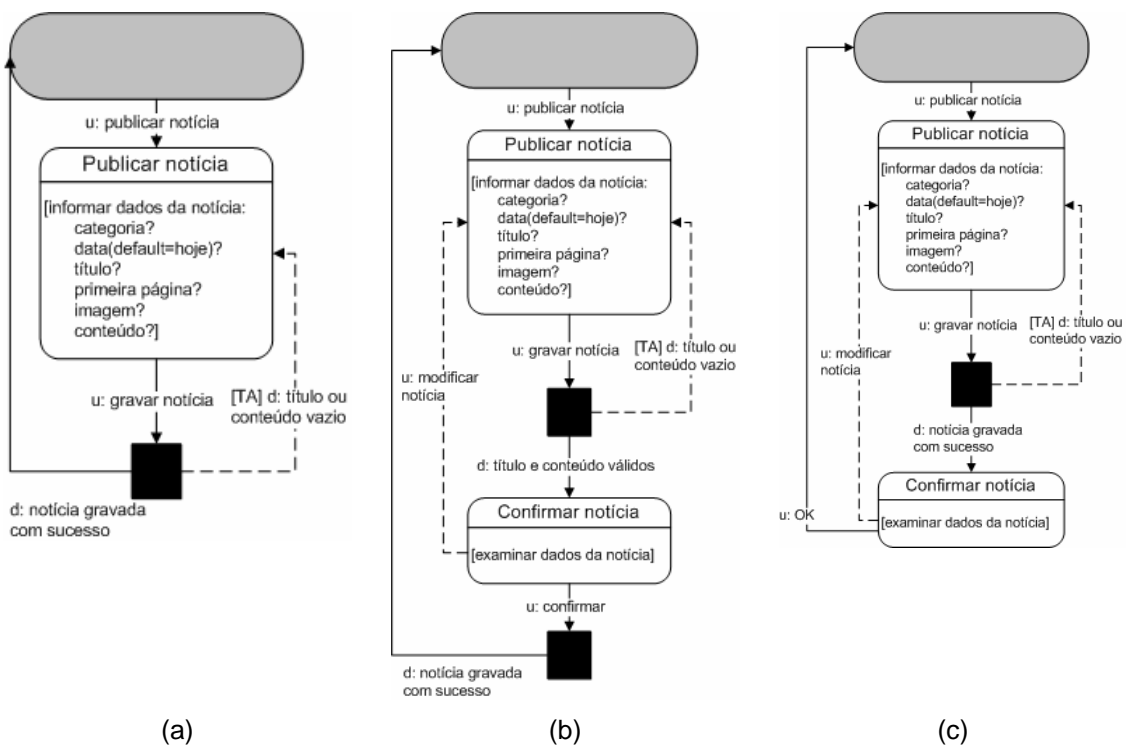 u: publicar notícia
Publicar notícia
[informar dados da notícia:
categoria?
data(default=hoje)?
título?
primeira página?
imagem?
conteúdo?]
u: gravar notícia
[TA] d: título ou
conteúdo vazio
d: notícia gravada
com sucesso
(a)
u: publicar notícia
Publicar notícia
[informar dados da notícia:
categoria?
data(default=hoje)?
título?
primeira página?
imagem?
conteúdo?]
u: gravar notícia
[TA] d: título ou
conteúdo vazio
u: modificar
notícia
d: título e conteúdo válidos
Confirmar notícia
[examinar dados da notícia]
u: confirmar
d: notícia gravada
com sucesso
(b)
u: publicar notícia
Publicar notícia
[informar dados da notícia:
categoria?
data(default=hoje)?
título?
primeira página?
imagem?
conteúdo?]
u: gravar notícia
[TA] d: título ou
conteúdo vazio
u: modificar
notícia
d: notícia gravada
com sucesso
Confirmar notícia
[examinar dados da notícia]
u: OK
(c)